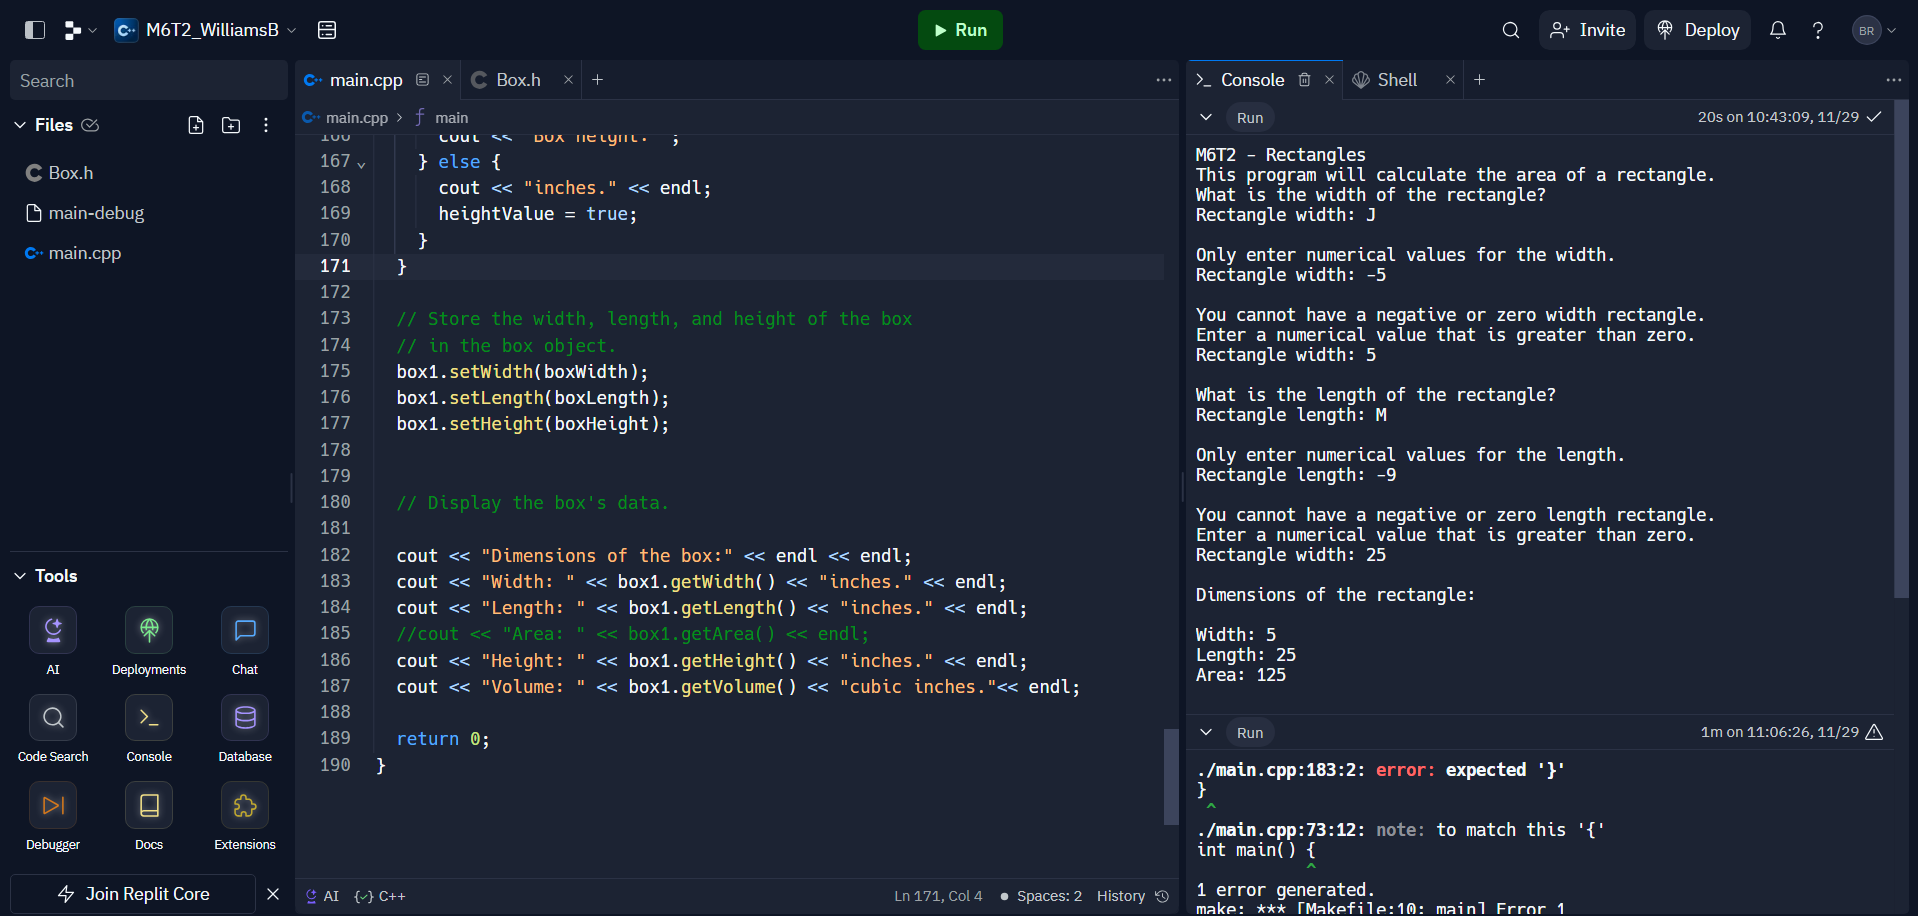 M6T2_WilliamsB
Run
Invite
Deploy
BR
Search
Files
Box.h
main-debug
main.cpp
Tools
AI
Deployments
Chat
Code Search
Console
Database
Debugger
Docs
Extensions
Join Replit Core
main.cpp
Box.h
main.cpp > main
166 cout << "Box height: ";
167 } else {
168 cout << "inches." << endl;
169 heightValue = true;
170 }
171 }
172
173 // Store the width, length, and height of the box
174 // in the box object.
175 box1.setWidth(boxWidth);
176 box1.setLength(boxLength);
177 box1.setHeight(boxHeight);
178
179
180 // Display the box's data.
181
182 cout << "Dimensions of the box:" << endl << endl;
183 cout << "Width: " << box1.getWidth() << "inches." << endl;
184 cout << "Length: " << box1.getLength() << "inches." << endl;
185 //cout << "Area: " << box1.getArea() << endl;
186 cout << "Height: " << box1.getHeight() << "inches." << endl;
187 cout << "Volume: " << box1.getVolume() << "cubic inches."<< endl;
188
189 return 0;
190 }
AI {} C++
Ln 171, Col 4
Spaces: 2
History
Console
Shell
Run
20s on 10:43:09, 11/29
M6T2 - Rectangles
This program will calculate the area of a rectangle.
What is the width of the rectangle?
Rectangle width: J
Only enter numerical values for the width.
Rectangle width: -5
You cannot have a negative or zero width rectangle.
Enter a numerical value that is greater than zero.
Rectangle width: 5
What is the length of the rectangle?
Rectangle length: M
Only enter numerical values for the length.
Rectangle length: -9
You cannot have a negative or zero length rectangle.
Enter a numerical value that is greater than zero.
Rectangle width: 25
Dimensions of the rectangle:
Width: 5
Length: 25
Area: 125
Run
1m on 11:06:26, 11/29
./main.cpp:183:2: error: expected '}'
}
^
./main.cpp:73:12: note: to match this '{'
int main() {
^
1 error generated.
make: *** [Makefile:10: main] Error 1